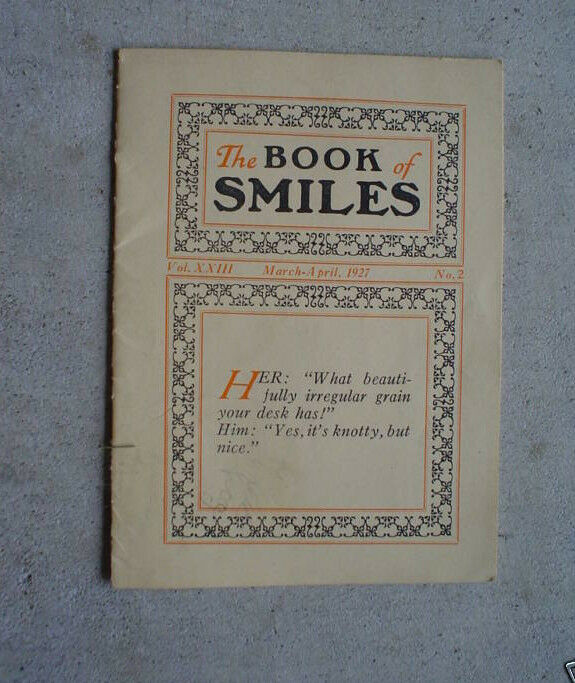 The BOOK of
SMILES
Vol. XXIII March-April, 1927 No. 2
HER: "What beauti-
fully irregular grain
your desk has!"
Him: "Yes, it's knotty, but
nice."